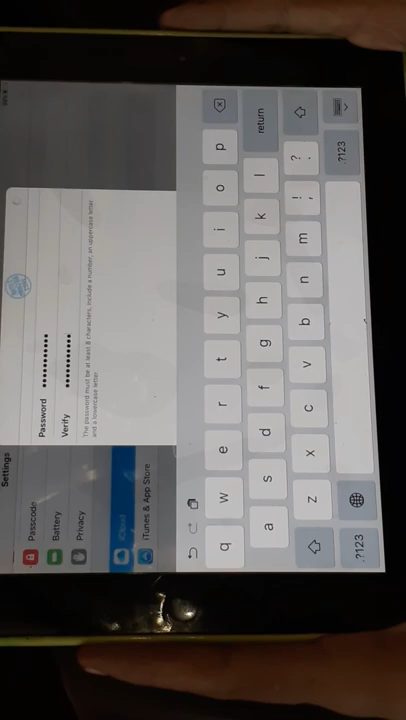 Settings
Passcode
Battery
Privacy
iCloud
iTunes & App Store
Password ●●●●●●●●●●●
Verify ●●●●●●●●●●●
The password must be at least 8 characters, include a number, an uppercase letter,
and a lowercase letter.
q w e r t y u i o p
a s d f g h j k l return
z x c v b n m ! , ? .
.?123 .?123